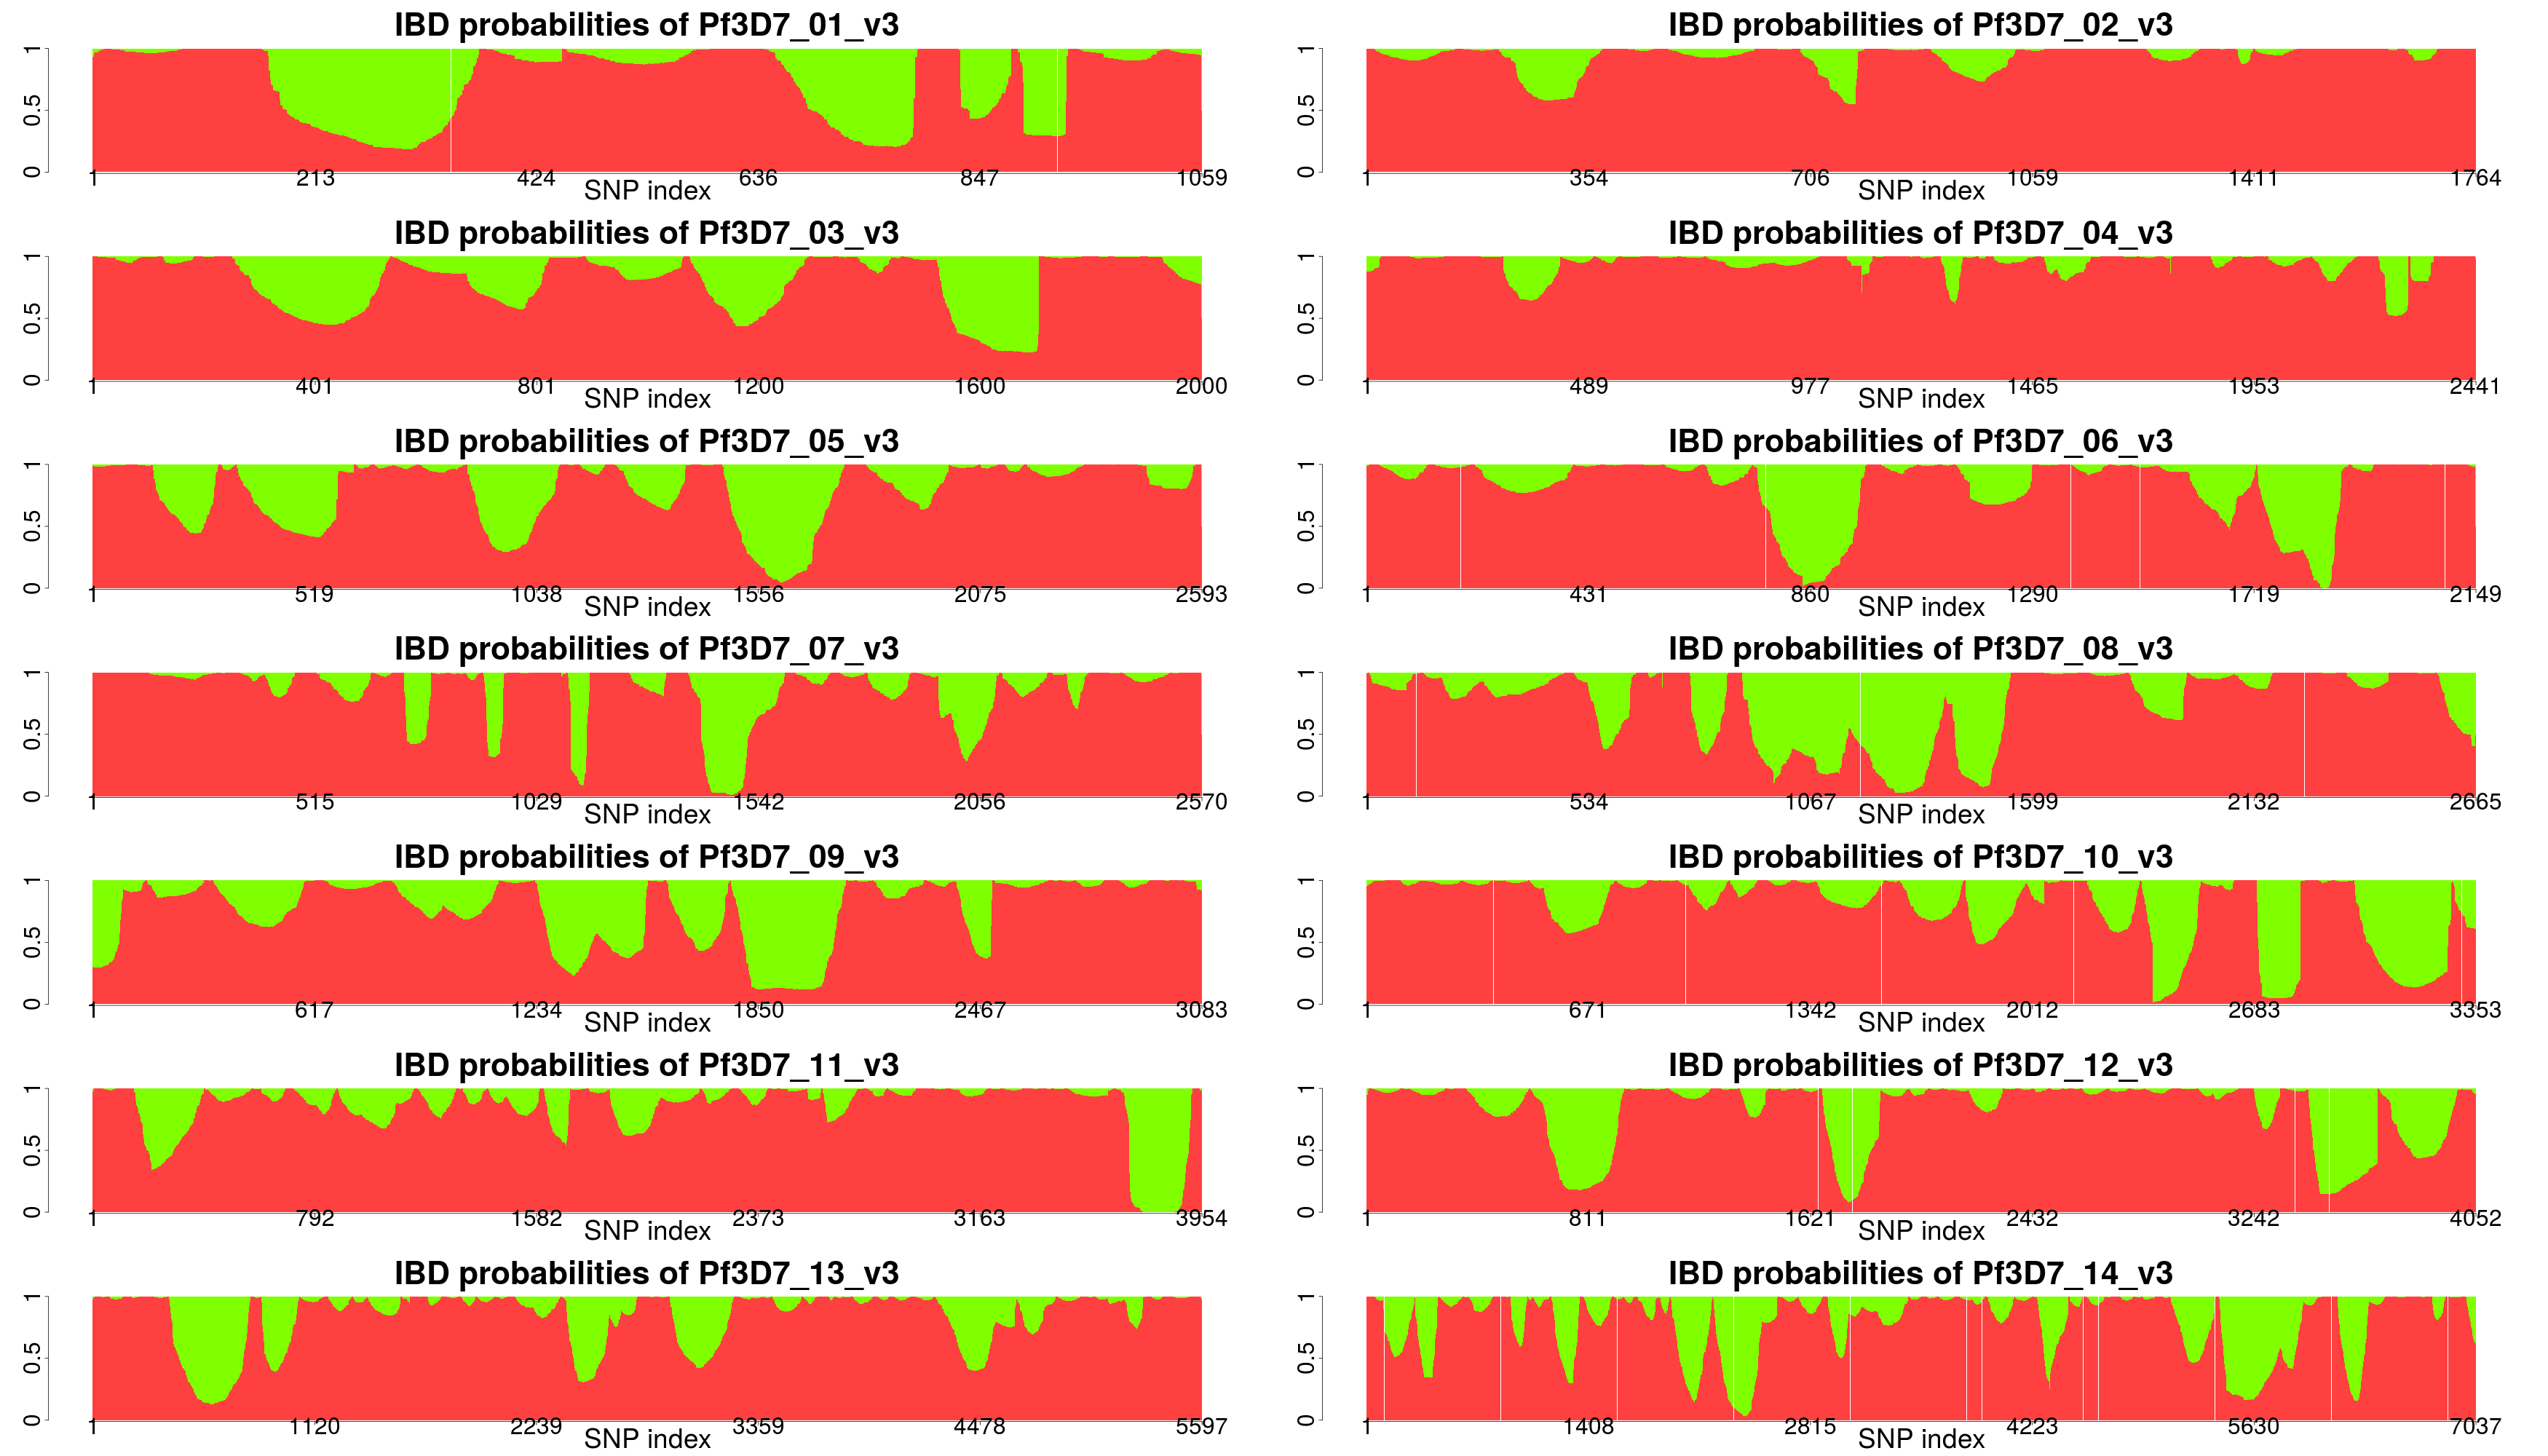 IBD probabilities of Pf3D7_01_v3
0 0.5 1
1 213 424 636 847 1059
SNP index
IBD probabilities of Pf3D7_02_v3
0 0.5 1
1 354 706 1059 1411 1764
SNP index
IBD probabilities of Pf3D7_03_v3
0 0.5 1
1 401 801 1200 1600 2000
SNP index
IBD probabilities of Pf3D7_04_v3
0 0.5 1
1 489 977 1465 1953 2441
SNP index
IBD probabilities of Pf3D7_05_v3
0 0.5 1
1 519 1038 1556 2075 2593
SNP index
IBD probabilities of Pf3D7_06_v3
0 0.5 1
1 431 860 1290 1719 2149
SNP index
IBD probabilities of Pf3D7_07_v3
0 0.5 1
1 515 1029 1542 2056 2570
SNP index
IBD probabilities of Pf3D7_08_v3
0 0.5 1
1 534 1067 1599 2132 2665
SNP index
IBD probabilities of Pf3D7_09_v3
0 0.5 1
1 617 1234 1850 2467 3083
SNP index
IBD probabilities of Pf3D7_10_v3
0 0.5 1
1 671 1342 2012 2683 3353
SNP index
IBD probabilities of Pf3D7_11_v3
0 0.5 1
1 792 1582 2373 3163 3954
SNP index
IBD probabilities of Pf3D7_12_v3
0 0.5 1
1 811 1621 2432 3242 4052
SNP index
IBD probabilities of Pf3D7_13_v3
0 0.5 1
1 1120 2239 3359 4478 5597
SNP index
IBD probabilities of Pf3D7_14_v3
0 0.5 1
1 1408 2815 4223 5630 7037
SNP index